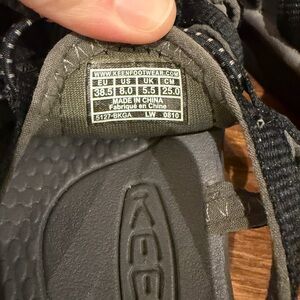 WWW.KEENFOOTWEAR.COM
EU US UK CM
38.5 8.0 5.5 25.0
MADE IN CHINA
Fabriqué en Chine
5127-BKGA LW 0810
KEEN